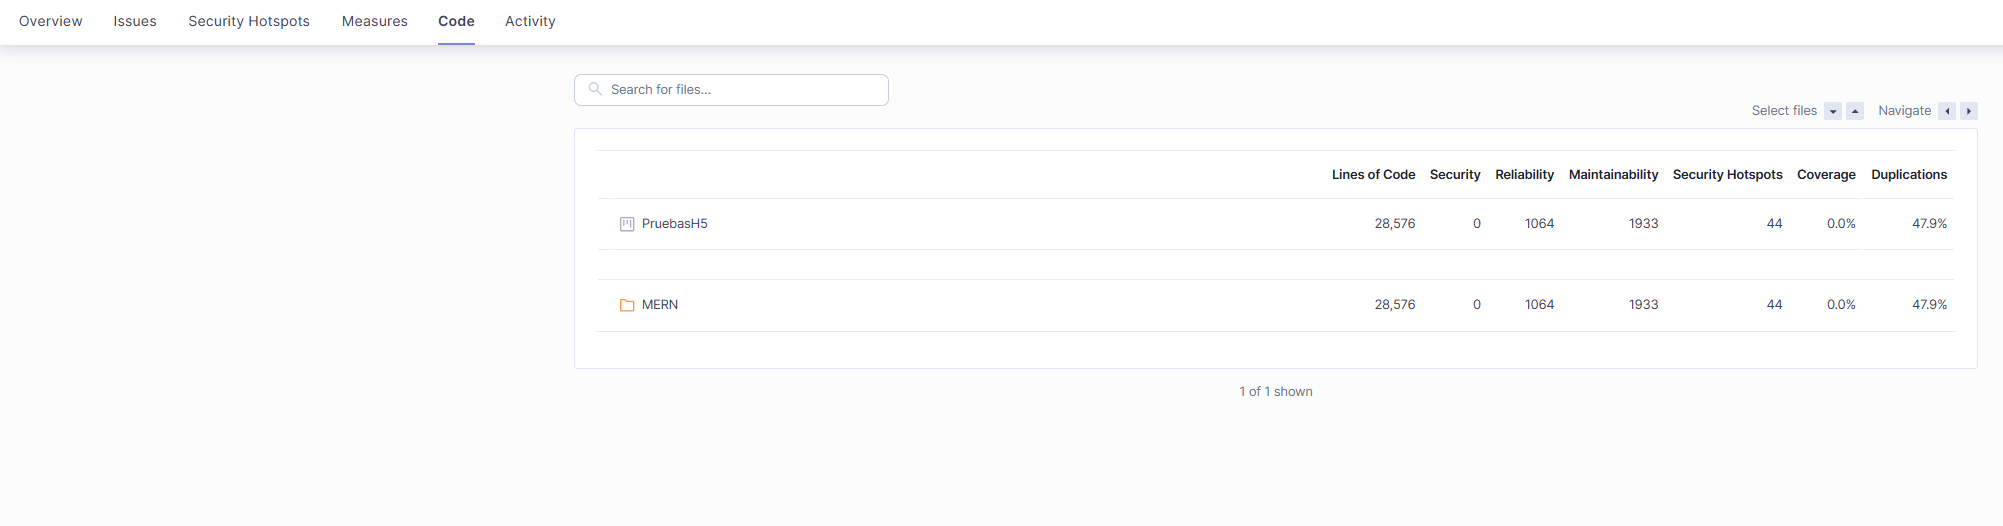 Overview Issues Security Hotspots Measures Code Activity
Search for files...
Select files Navigate
Lines of Code Security Reliability Maintainability Security Hotspots Coverage Duplications
PruebasH5 28,576 0 1064 1933 44 0.0% 47.9%
MERN 28,576 0 1064 1933 44 0.0% 47.9%
1 of 1 shown